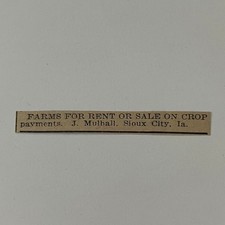 FARMS FOR RENT OR SALE ON CROP
payments. J. Mulhall, Sioux City, Ia.